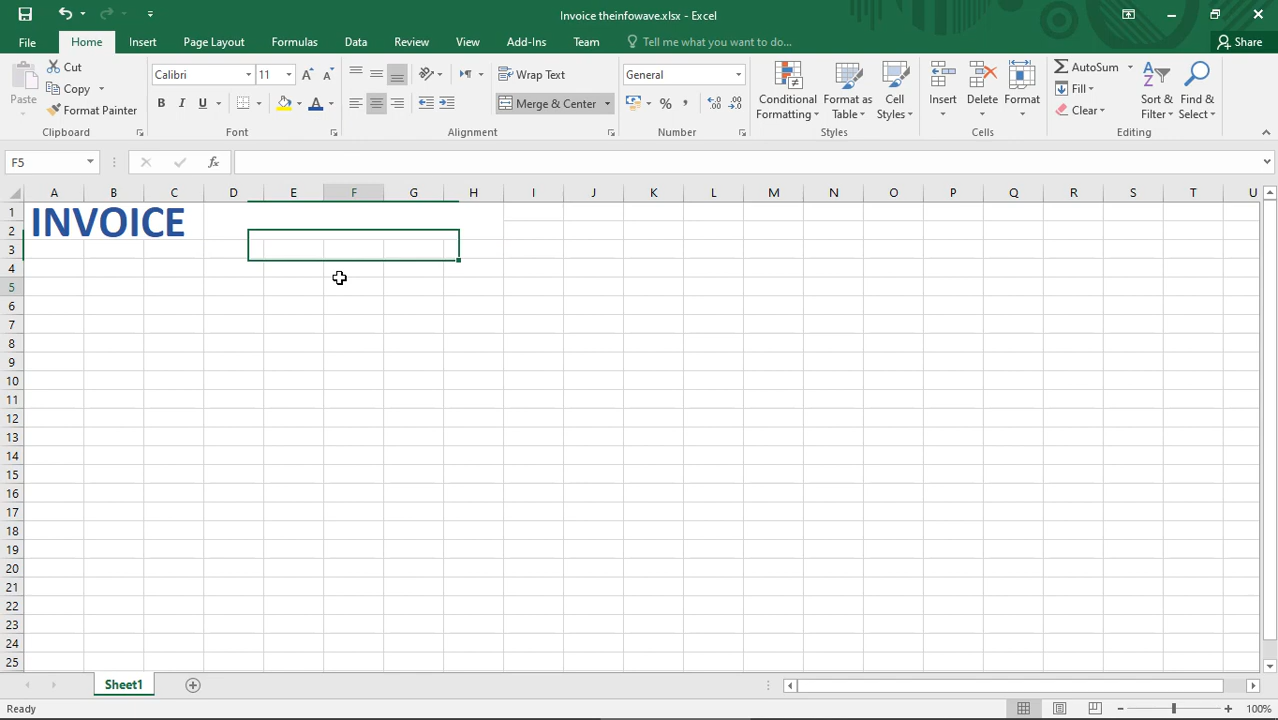 Invoice theinfowave.xlsx - Excel
File Home Insert Page Layout Formulas Data Review View Add-Ins Team Tell me what you want to do... Share
Paste
Cut
Copy
Format Painter
Clipboard
Calibri 11
B I U A
Font
Wrap Text
Merge & Center
Alignment
General
%
Number
Conditional Formatting
Format as Table
Cell Styles
Styles
Insert Delete Format
Cells
AutoSum
Fill
Clear
Sort & Filter
Find & Select
Editing
F5 fx
A B C D E F G H I J K L M N O P Q R S T U
1 INVOICE
2
3
4
5
6
7
8
9
10
11
12
13
14
15
16
17
18
19
20
21
22
23
24
25
Sheet1
Ready 100%